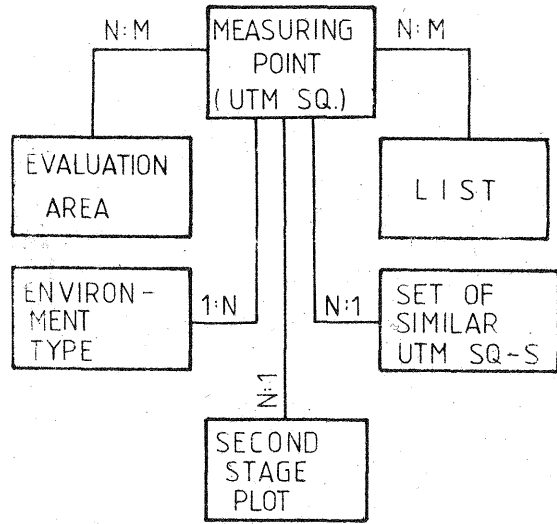 N:M
MEASURING
POINT
(UTM SQ.)
N:M
EVALUATION
AREA
LIST
ENVIRON-
MENT
TYPE
1:N
N:1
SET OF
SIMILAR
UTM SQ-S
N:1
SECOND
STAGE
PLOT